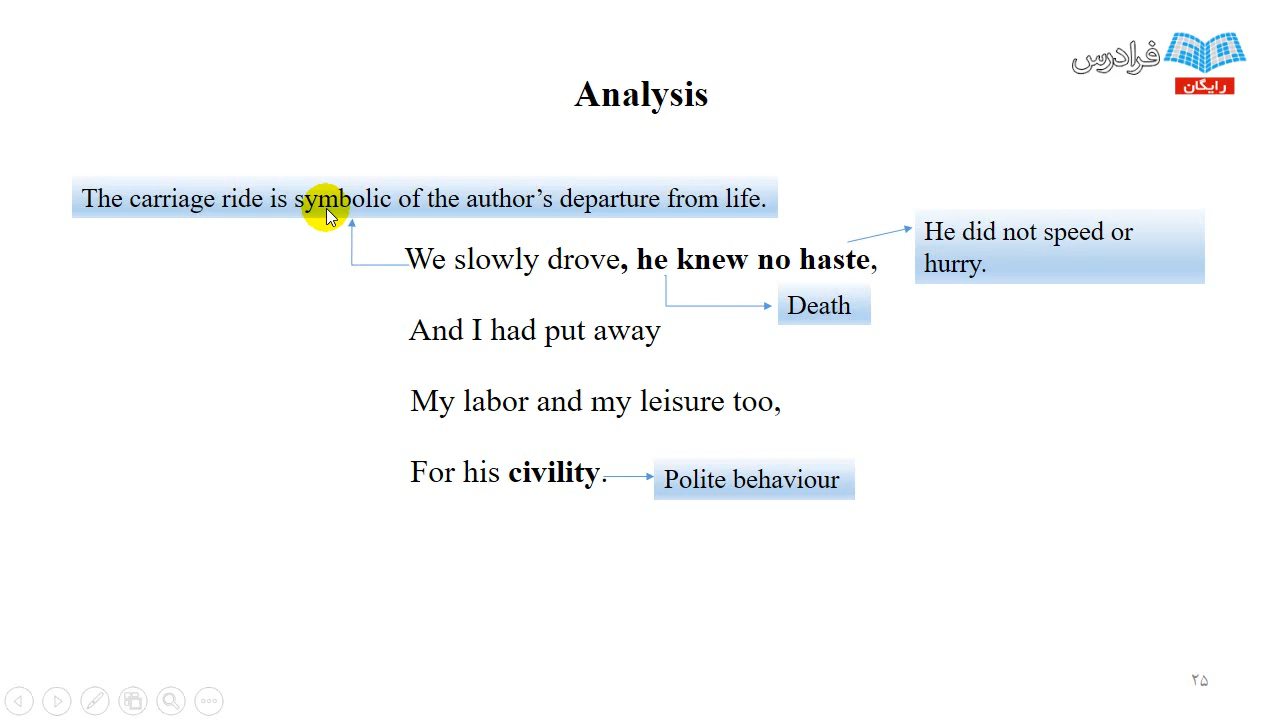 فرادرس
رایگان
Analysis
The carriage ride is symbolic of the author’s departure from life.
We slowly drove, he knew no haste,
He did not speed or
hurry.
Death
And I had put away
My labor and my leisure too,
For his civility.
Polite behaviour
۲۵